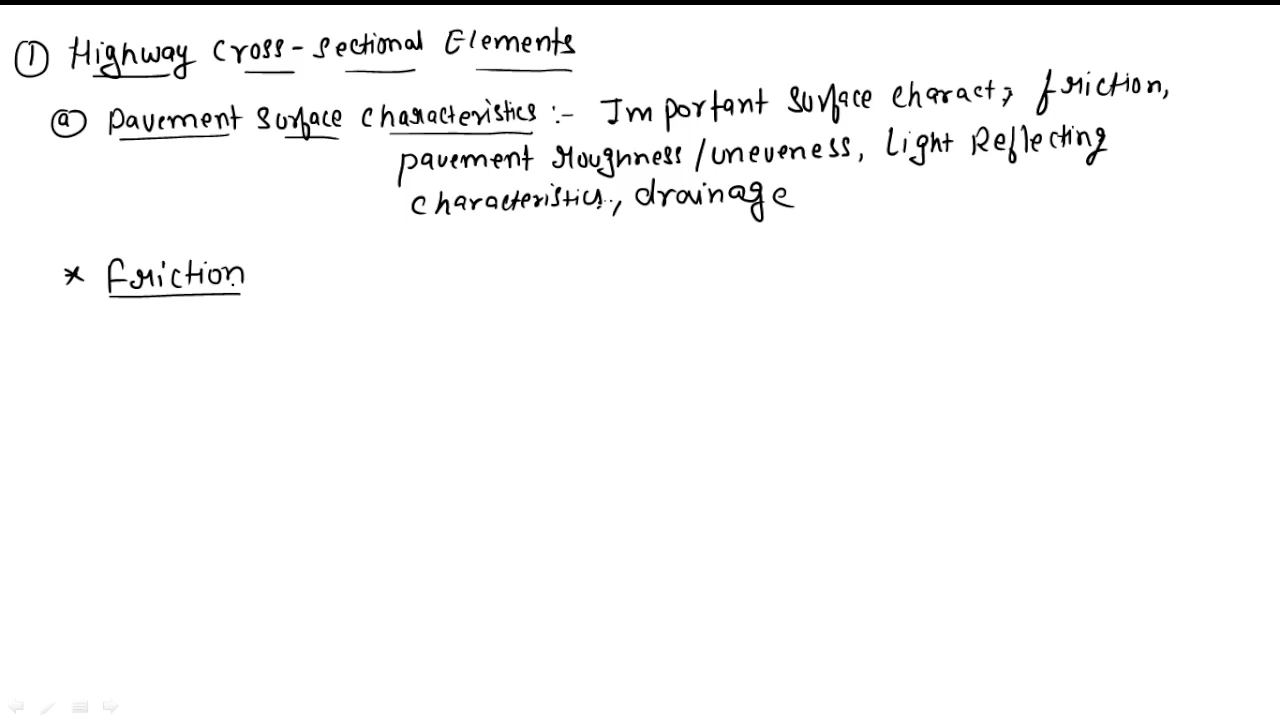 ① Highway Cross-Sectional Elements
ⓐ Pavement Surface Characteristics :- Important surface charact, friction,
pavement roughness/uneveness, Light Reflecting
characteristics, drainage
* Friction